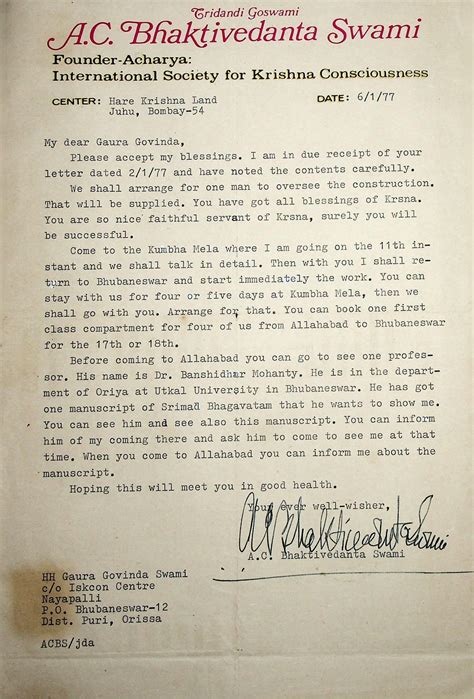 Tridandi Goswami
A.C. Bhaktivedanta Swami
Founder-Acharya:
International Society for Krishna Consciousness
CENTER: Hare Krishna Land
Juhu, Bombay-54
DATE: 6/1/77
My dear Gaura Govinda,
Please accept my blessings. I am in due receipt of your
letter dated 2/1/77 and have noted the contents carefully.
We shall arrange for one man to oversee the construction.
That will be supplied. You have got all blessings of Krsna.
You are so nice faithful servant of Krsna, surely you will
be successful.
Come to the Kumbha Mela where I am going on the 11th in-
stant and we shall talk in detail. Then with you I shall re-
turn to Bhubaneswar and start immediately the work. You can
stay with us for four or five days at Kumbha Mela, then we
shall go with you. Arrange for that. You can book one first
class compartment for four of us from Allahabad to Bhubaneswar
for the 17th or 18th.
Before coming to Allahabad you can go to see one profes-
sor. His name is Dr. Banshidhar Mohanty. He is in the depart-
ment of Oriya at Utkal University in Bhubaneswar. He has got
one manuscript of Srimad Bhagavatam that he wants to show me.
You can see him and see also this manuscript. You can inform
him of my coming there and ask him to come to see me at that
time. When you come to Allahabad you can inform me about the
manuscript.
Hoping this will meet you in good health.
Your ever well-wisher,
AC Bhaktivedanta Swami
A.C. Bhaktivedanta Swami
HH Gaura Govinda Swami
c/o Iskcon Centre
Nayapalli
P.O. Bhubaneswar-12
Dist. Puri, Orissa
ACBS/jda